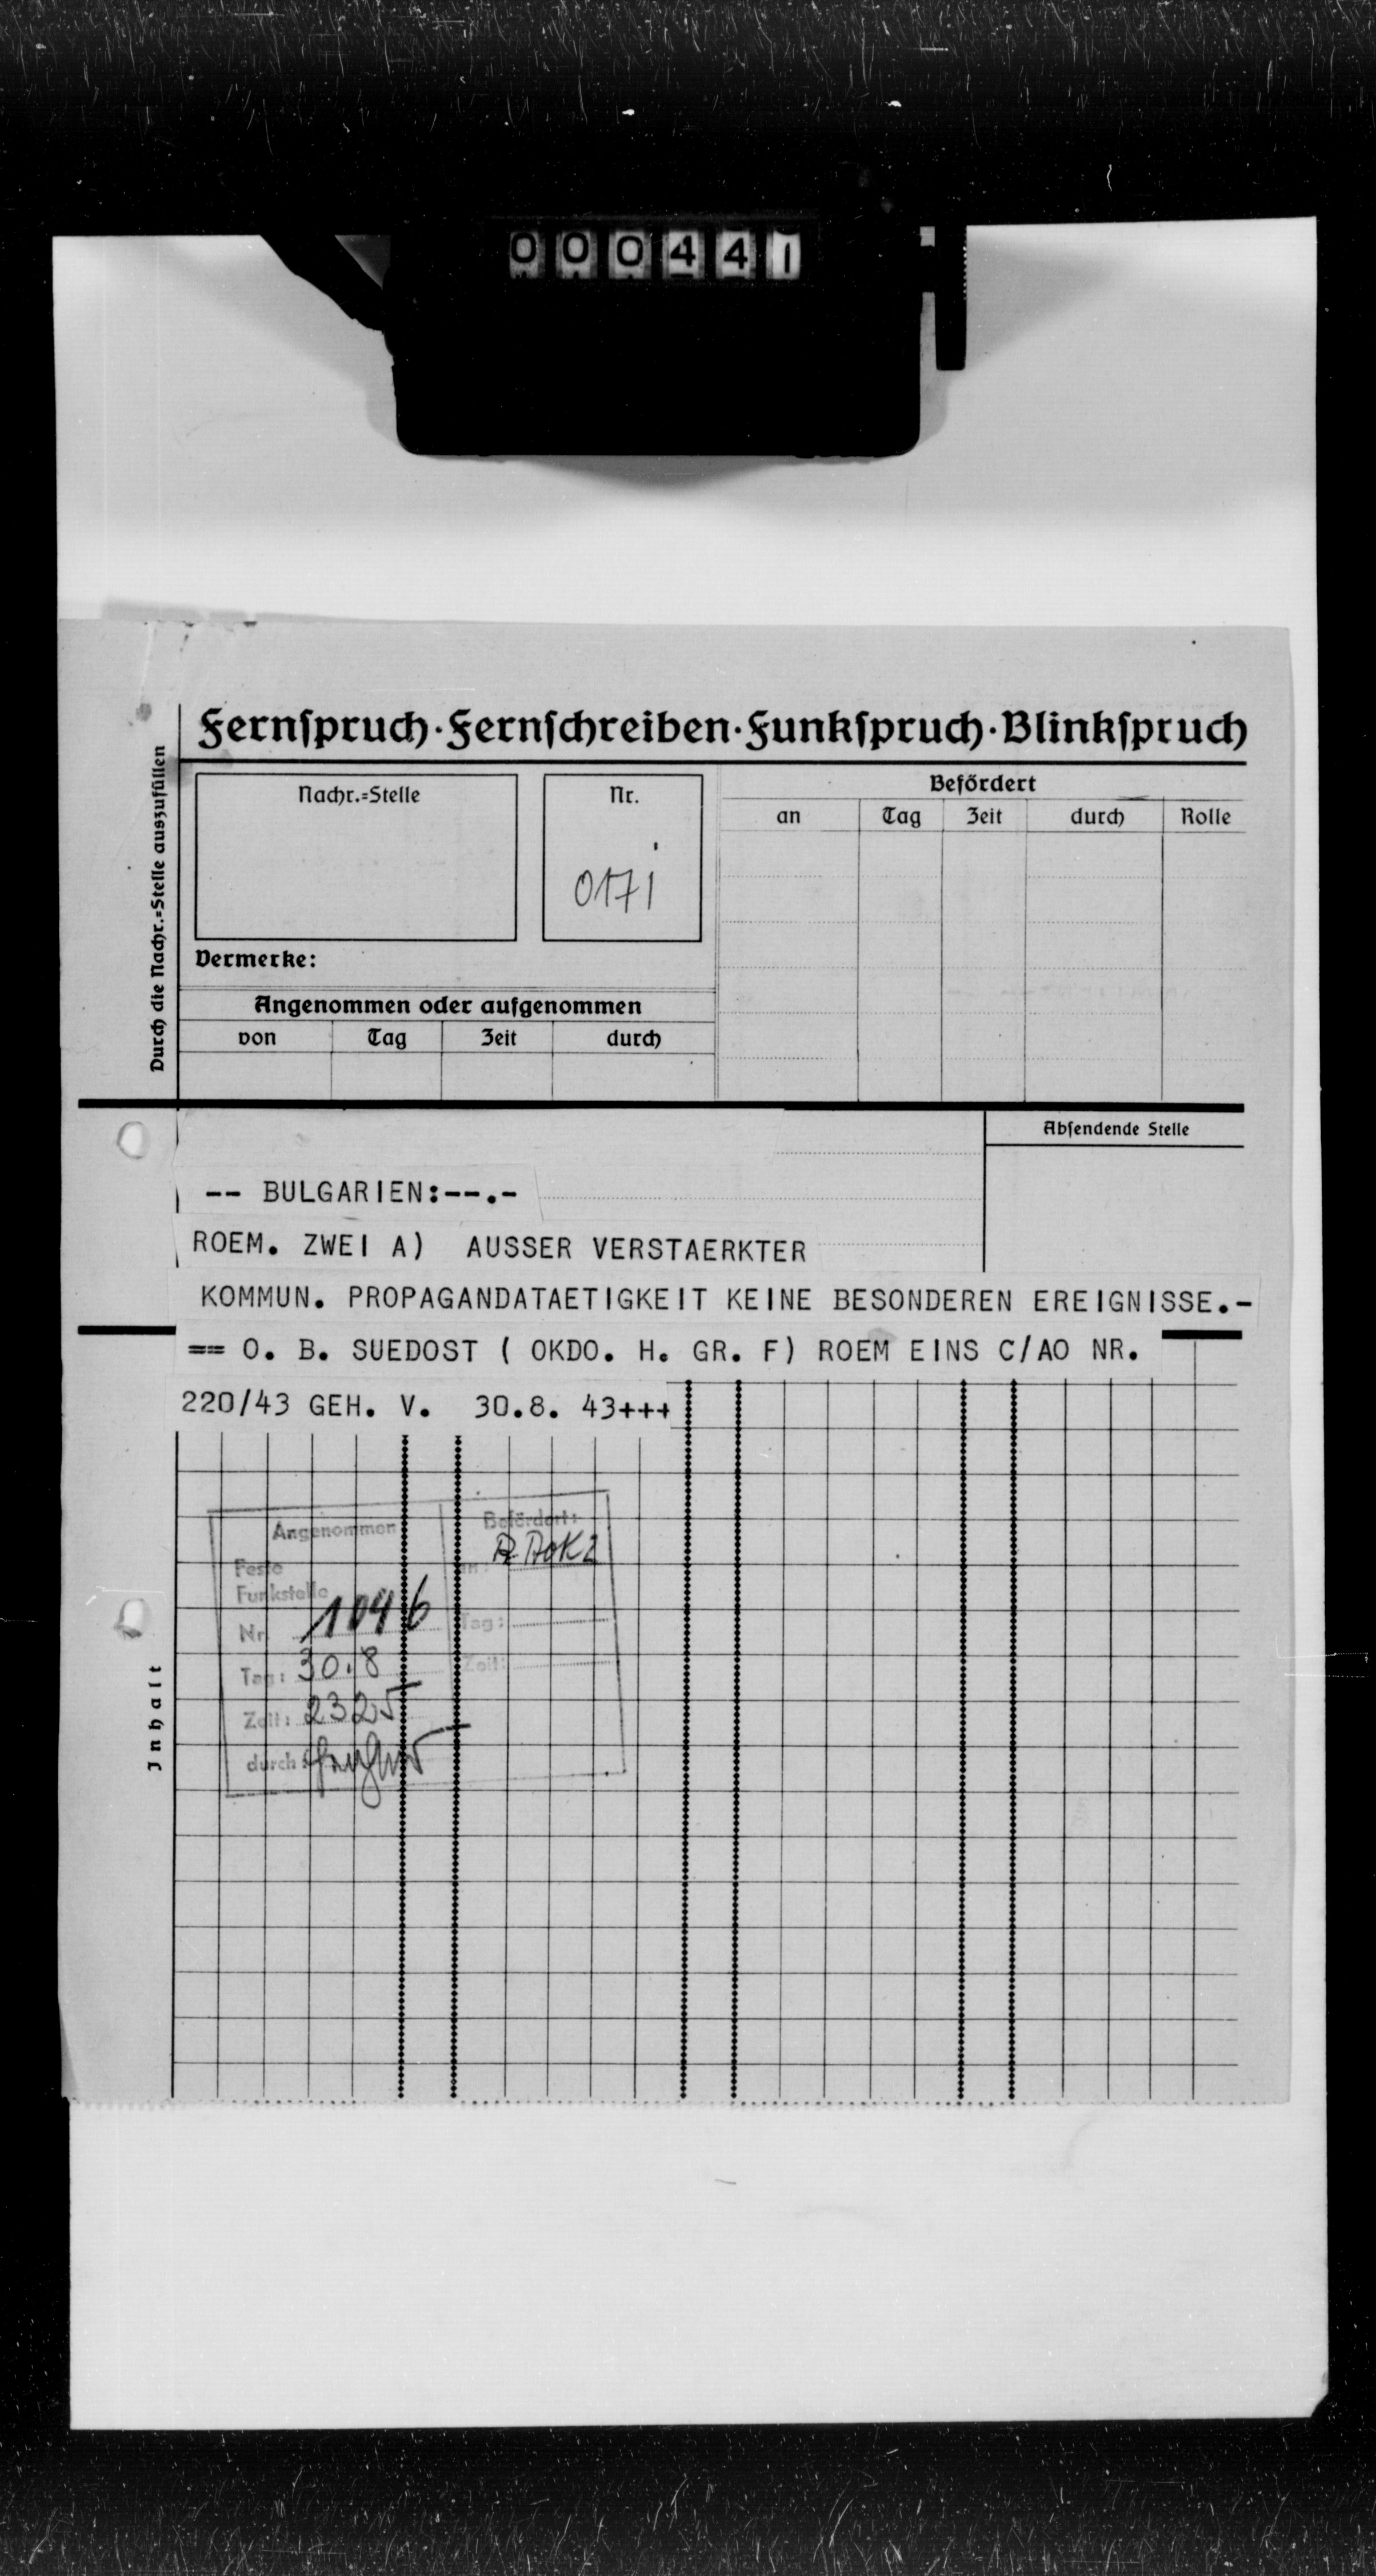 000441
Fernspruch·Fernschreiben·Funkspruch·Blinkspruch
Durch die Nachr.=Stelle auszufüllen
Nachr.=Stelle
Nr.
0171
Befördert
an Tag Zeit durch Rolle
Vermerke:
Angenommen oder aufgenommen
von Tag Zeit durch
Absendende Stelle
-- BULGARIEN:--.-
ROEM. ZWEI A) AUSSER VERSTAERKTER
KOMMUN. PROPAGANDATAETIGKEIT KEINE BESONDEREN EREIGNISSE.-
== O. B. SUEDOST ( OKDO. H. GR. F) ROEM EINS C/AO NR.
220/43 GEH. V. 30.8. 43+++
Angenommen
Feste
Funkstelle
Nr. 1046
Tag: 30.8
Zeit: 2325
durch:
Befördert:
an:
Tag:
Zeit:
Inhalt